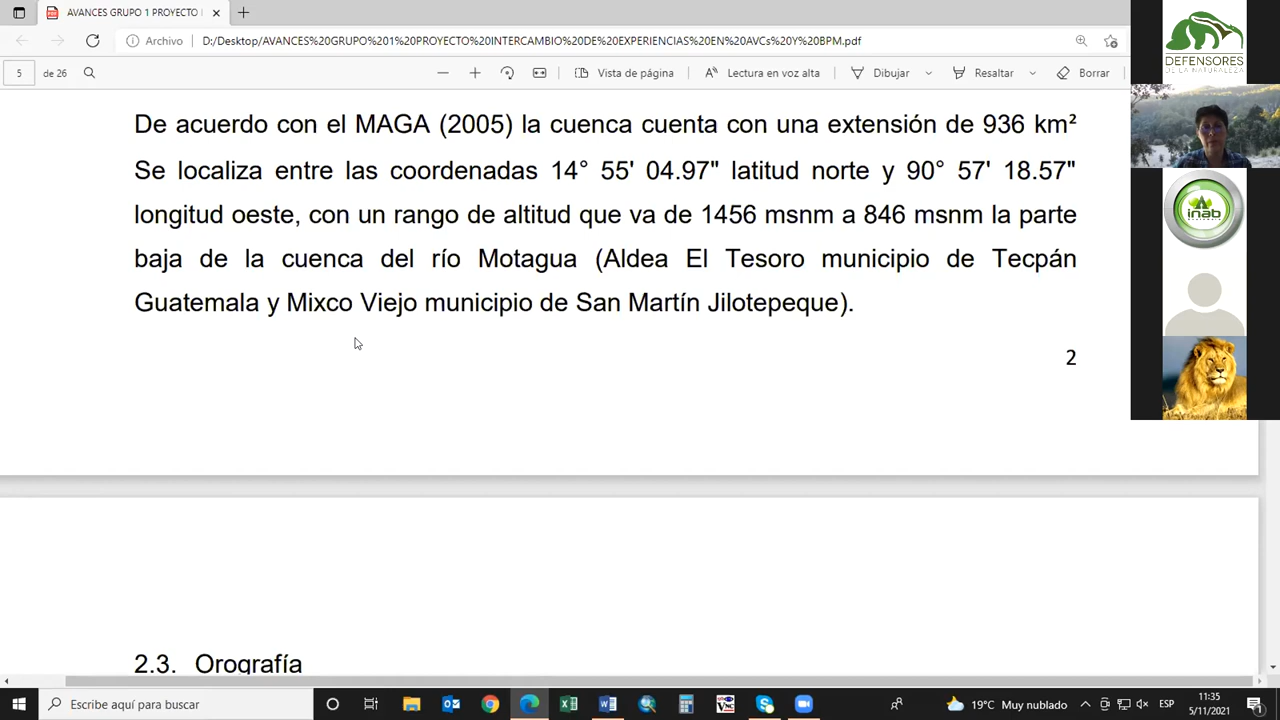 AVANCES GRUPO 1 PROYECTO
Archivo
D:/Desktop/AVANCES%20GRUPO%201%20PROYECTO%20INTERCAMBIO%20DE%20EXPERIENCIAS%20EN%20AVCs%20Y%20BPM.pdf
5 de 26
Vista de página
Lectura en voz alta
Dibujar
Resaltar
Borrar
De acuerdo con el MAGA (2005) la cuenca cuenta con una extensión de 936 km²
Se localiza entre las coordenadas 14° 55' 04.97" latitud norte y 90° 57' 18.57"
longitud oeste, con un rango de altitud que va de 1456 msnm a 846 msnm la parte
baja de la cuenca del río Motagua (Aldea El Tesoro municipio de Tecpán
Guatemala y Mixco Viejo municipio de San Martín Jilotepeque).
2
2.3. Orografía
DEFENSORES
DE LA NATURALEZA
inab
Escribe aquí para buscar
19°C Muy nublado
ESP
11:35
5/11/2021